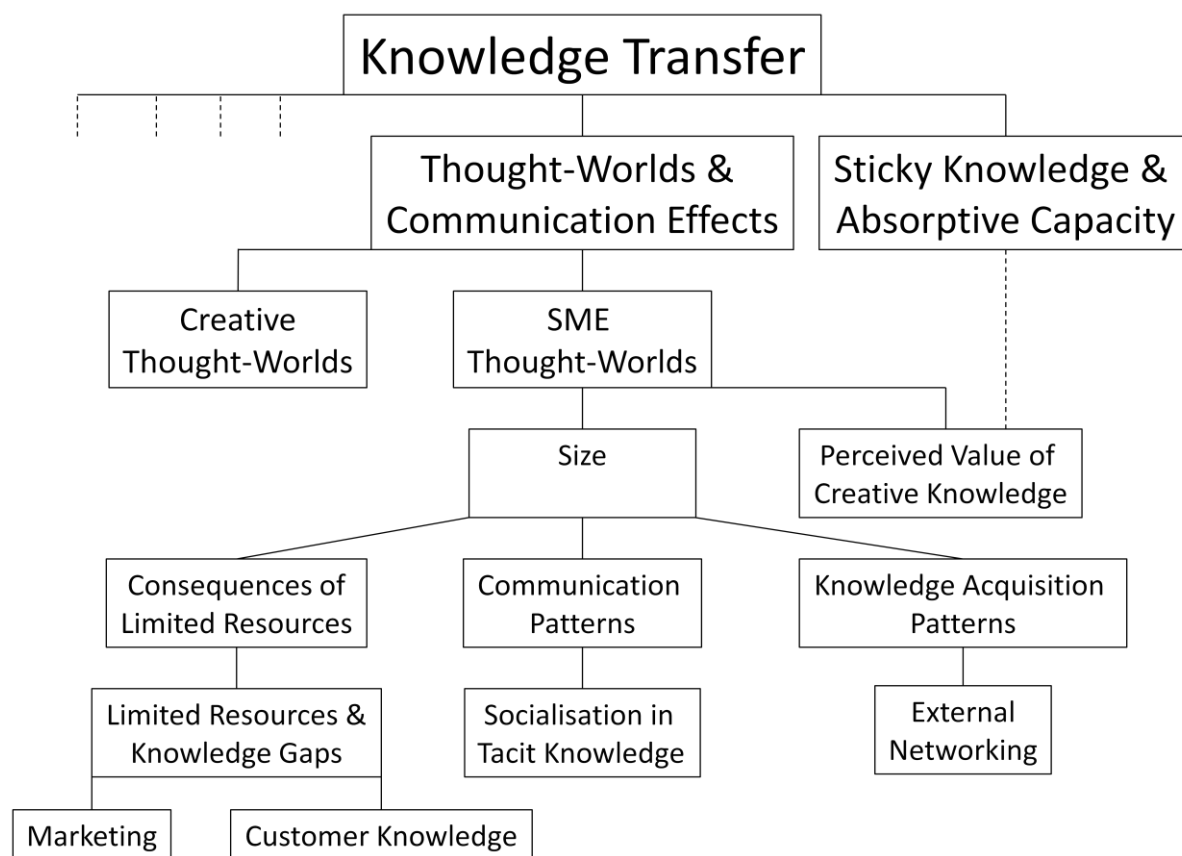 Knowledge Transfer
Thought-Worlds &
Communication Effects
Sticky Knowledge &
Absorptive Capacity
Creative
Thought-Worlds
SME
Thought-Worlds
Size
Perceived Value of
Creative Knowledge
Consequences of
Limited Resources
Communication
Patterns
Knowledge Acquisition
Patterns
Limited Resources &
Knowledge Gaps
Socialisation in
Tacit Knowledge
External
Networking
Marketing
Customer Knowledge